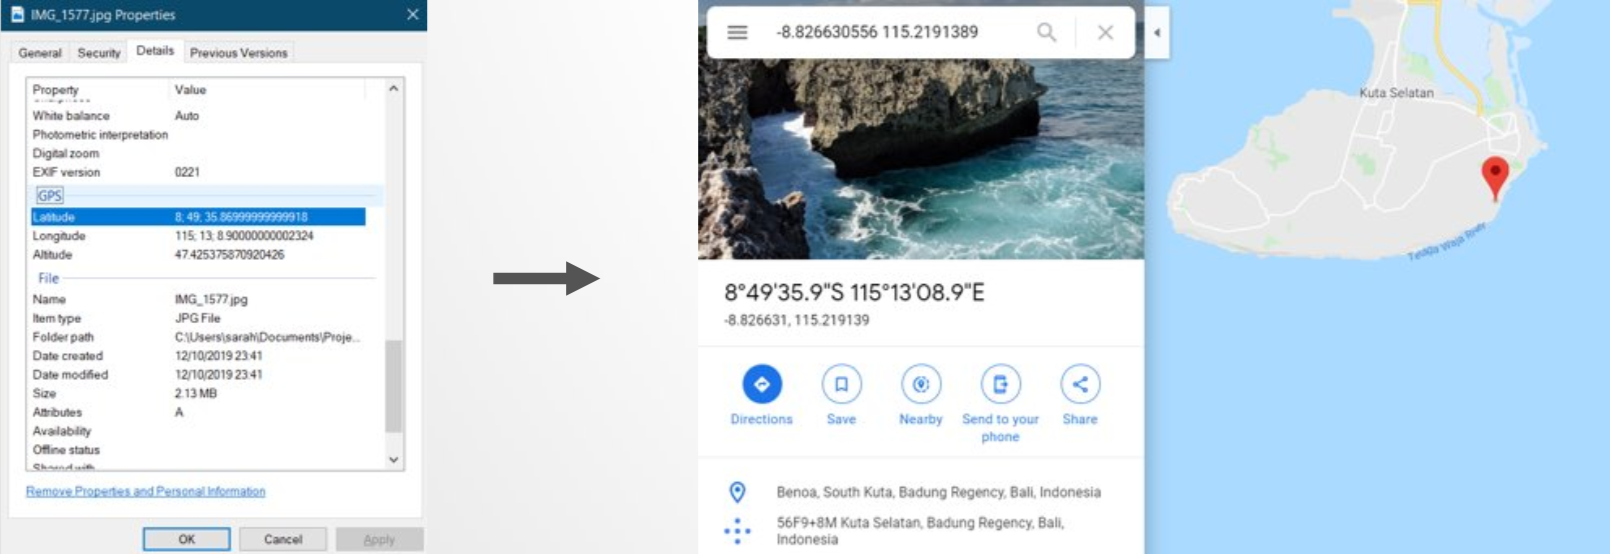 IMG_1577.jpg Properties
General Security Details Previous Versions
Property Value
White balance Auto
Photometric interpretation
Digital zoom
EXIF version 0221
GPS
Latitude 8; 49; 35.86999999999918
Longitude 115; 13; 8.90000000002324
Altitude 47.425375870920426
File
Name IMG_1577.jpg
Item type JPG File
Folder path C:\Users\sarah\Documents\Proje...
Date created 12/10/2019 23:41
Date modified 12/10/2019 23:41
Size 2.13 MB
Attributes A
Availability
Offline status
Shared with
Remove Properties and Personal Information
OK Cancel Apply
-8.826630556 115.2191389
8°49'35.9"S 115°13'08.9"E
-8.826631, 115.219139
Directions Save Nearby Send to your phone Share
Benoa, South Kuta, Badung Regency, Bali, Indonesia
56F9+8M Kuta Selatan, Badung Regency, Bali,
Indonesia
Kuta Selatan